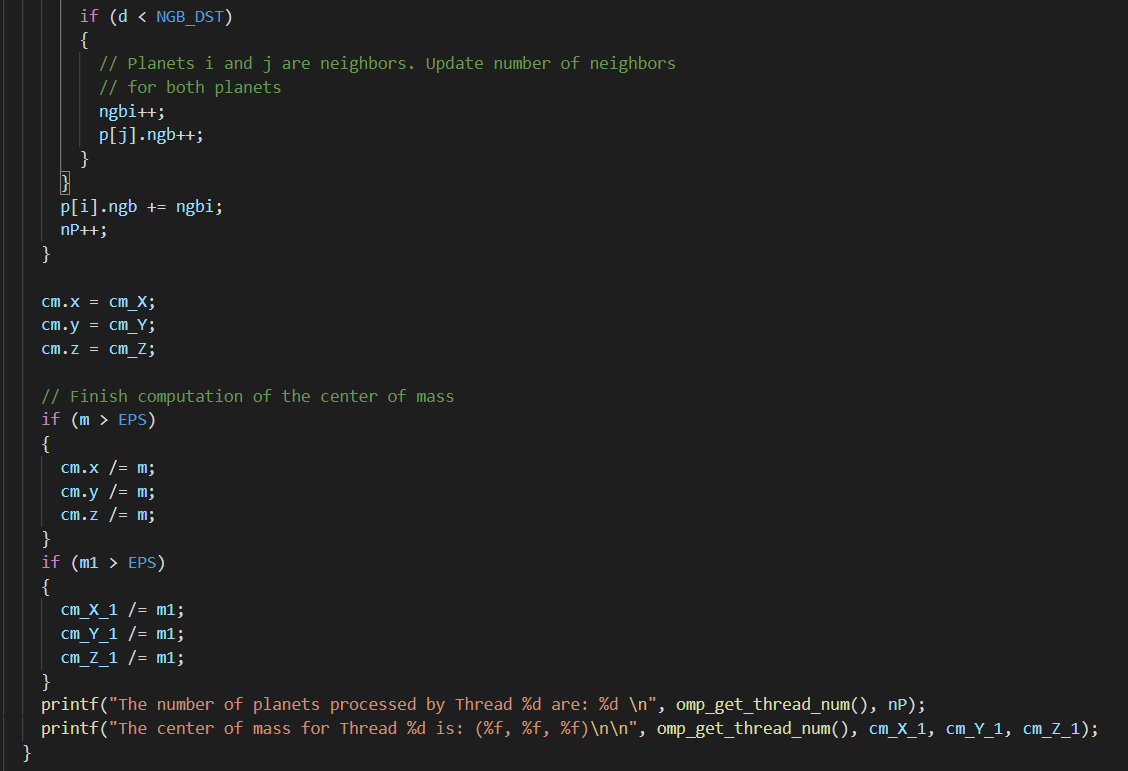 if (d < NGB_DST)
{
// Planets i and j are neighbors. Update number of neighbors
// for both planets
ngbi++;
p[j].ngb++;
}
}
p[i].ngb += ngbi;
nP++;
}
cm.x = cm_X;
cm.y = cm_Y;
cm.z = cm_Z;
// Finish computation of the center of mass
if (m > EPS)
{
cm.x /= m;
cm.y /= m;
cm.z /= m;
}
if (m1 > EPS)
{
cm_X_1 /= m1;
cm_Y_1 /= m1;
cm_Z_1 /= m1;
}
printf("The number of planets processed by Thread %d are: %d \n", omp_get_thread_num(), nP);
printf("The center of mass for Thread %d is: (%f, %f, %f)\n\n", omp_get_thread_num(), cm_X_1, cm_Y_1, cm_Z_1);
}